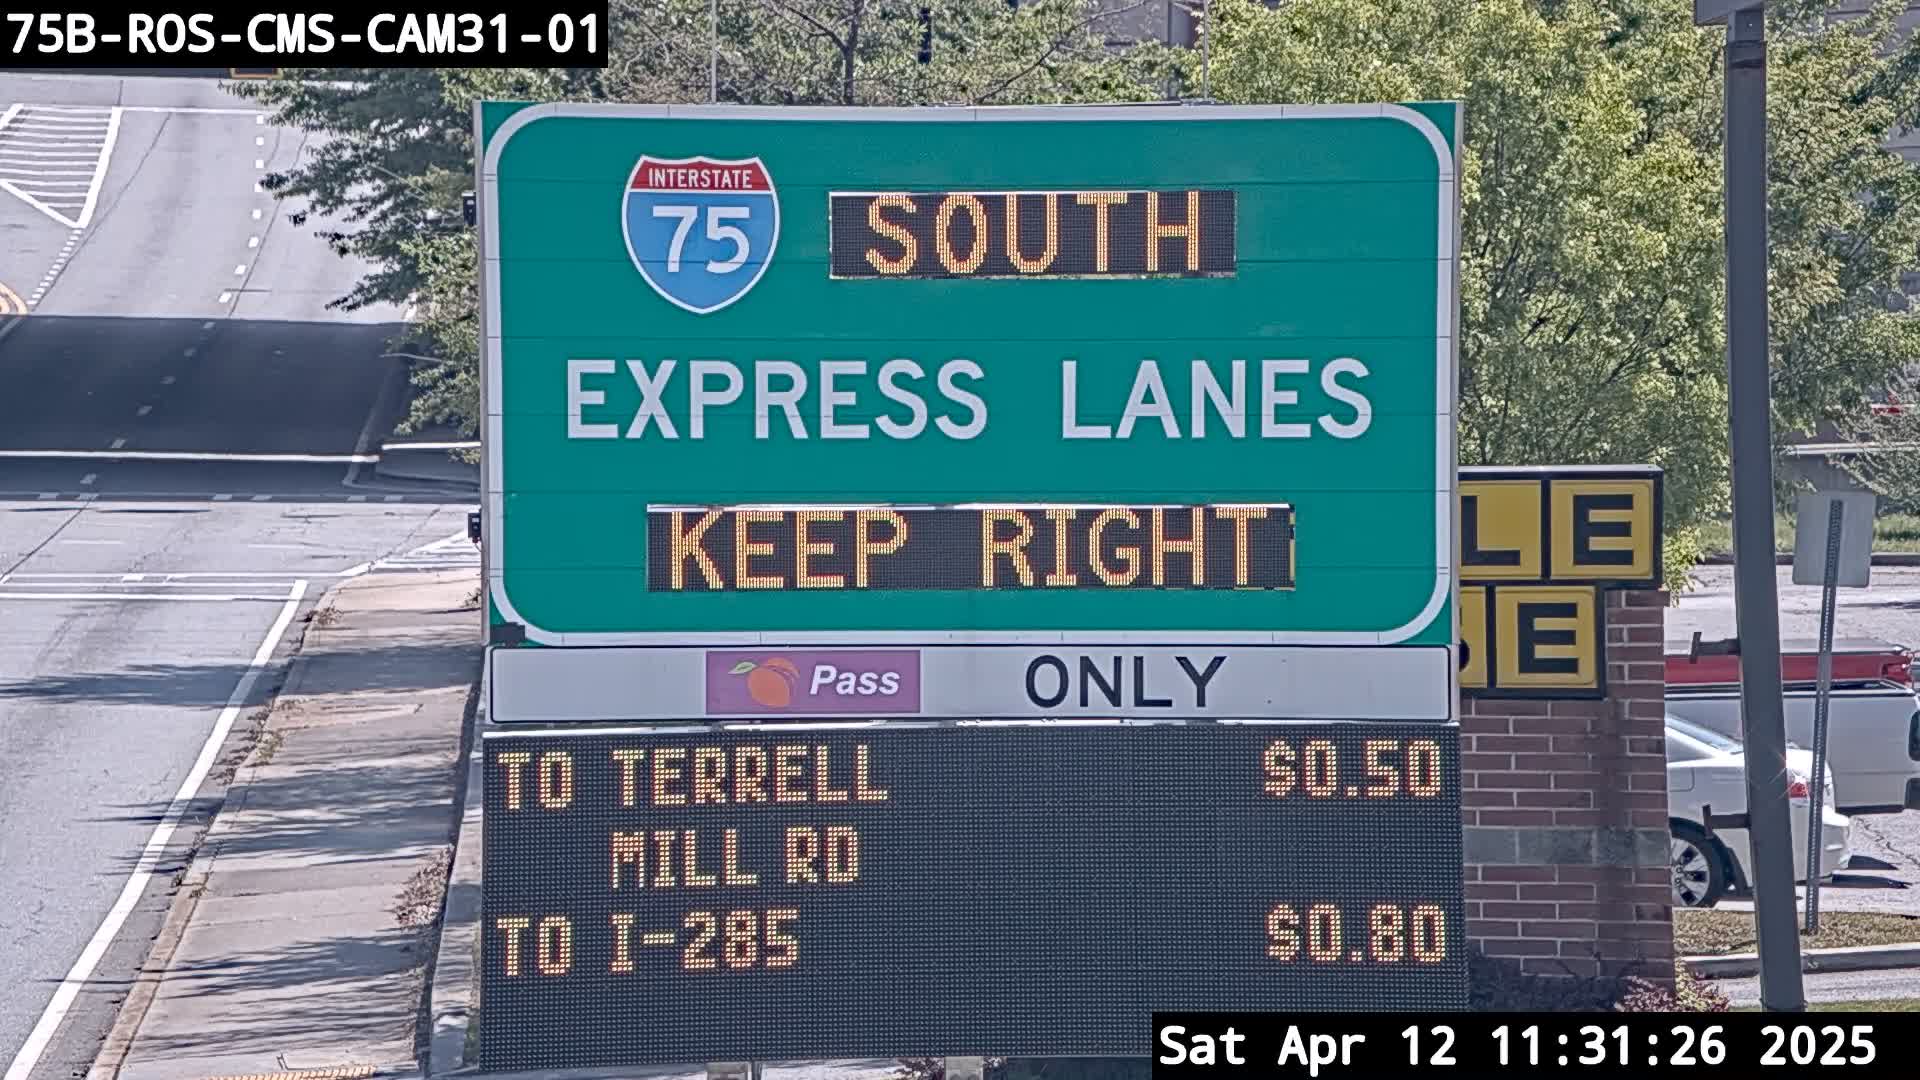 75B-ROS-CMS-CAM31-01
INTERSTATE
75
SOUTH
EXPRESS LANES
KEEP RIGHT
Pass ONLY
TO TERRELL $0.50
MILL RD
TO I-285 $0.80
LE
E
Sat Apr 12 11:31:26 2025